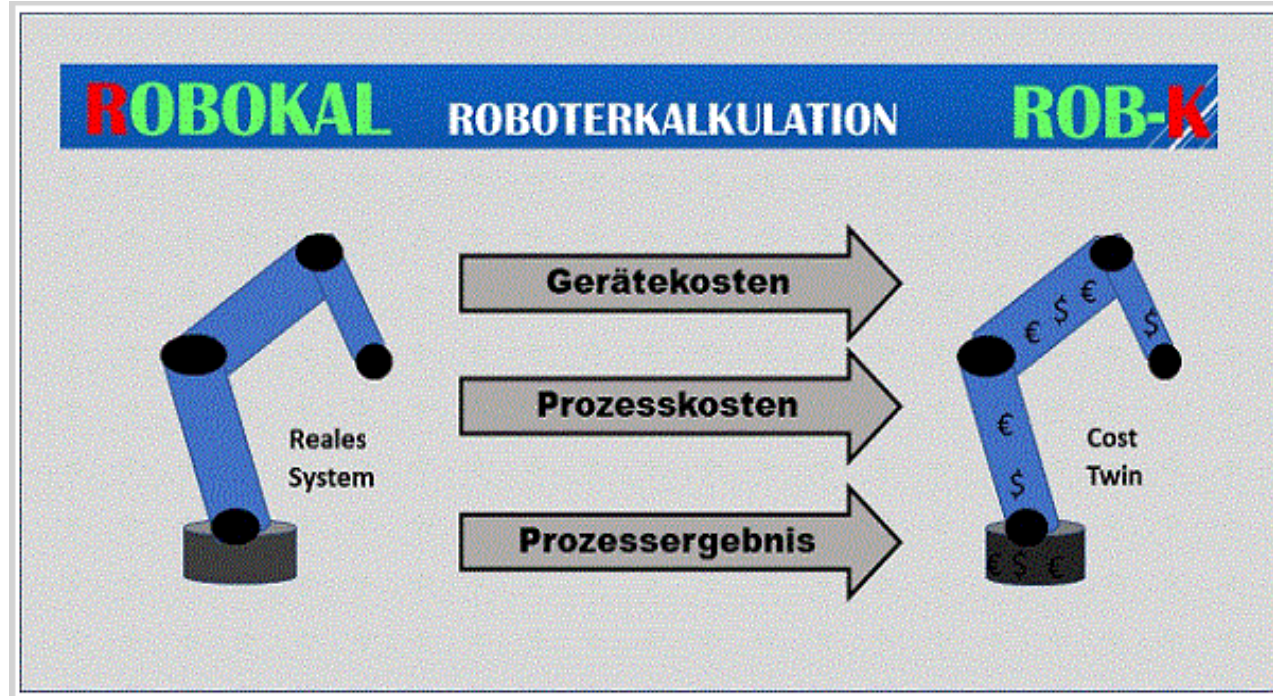 ROBOKAL ROBOTERKALKULATION ROB-K
Gerätekosten
Prozesskosten
Prozessergebnis
Reales
System
€ $ €
$
€
$
€ $ €
Cost
Twin